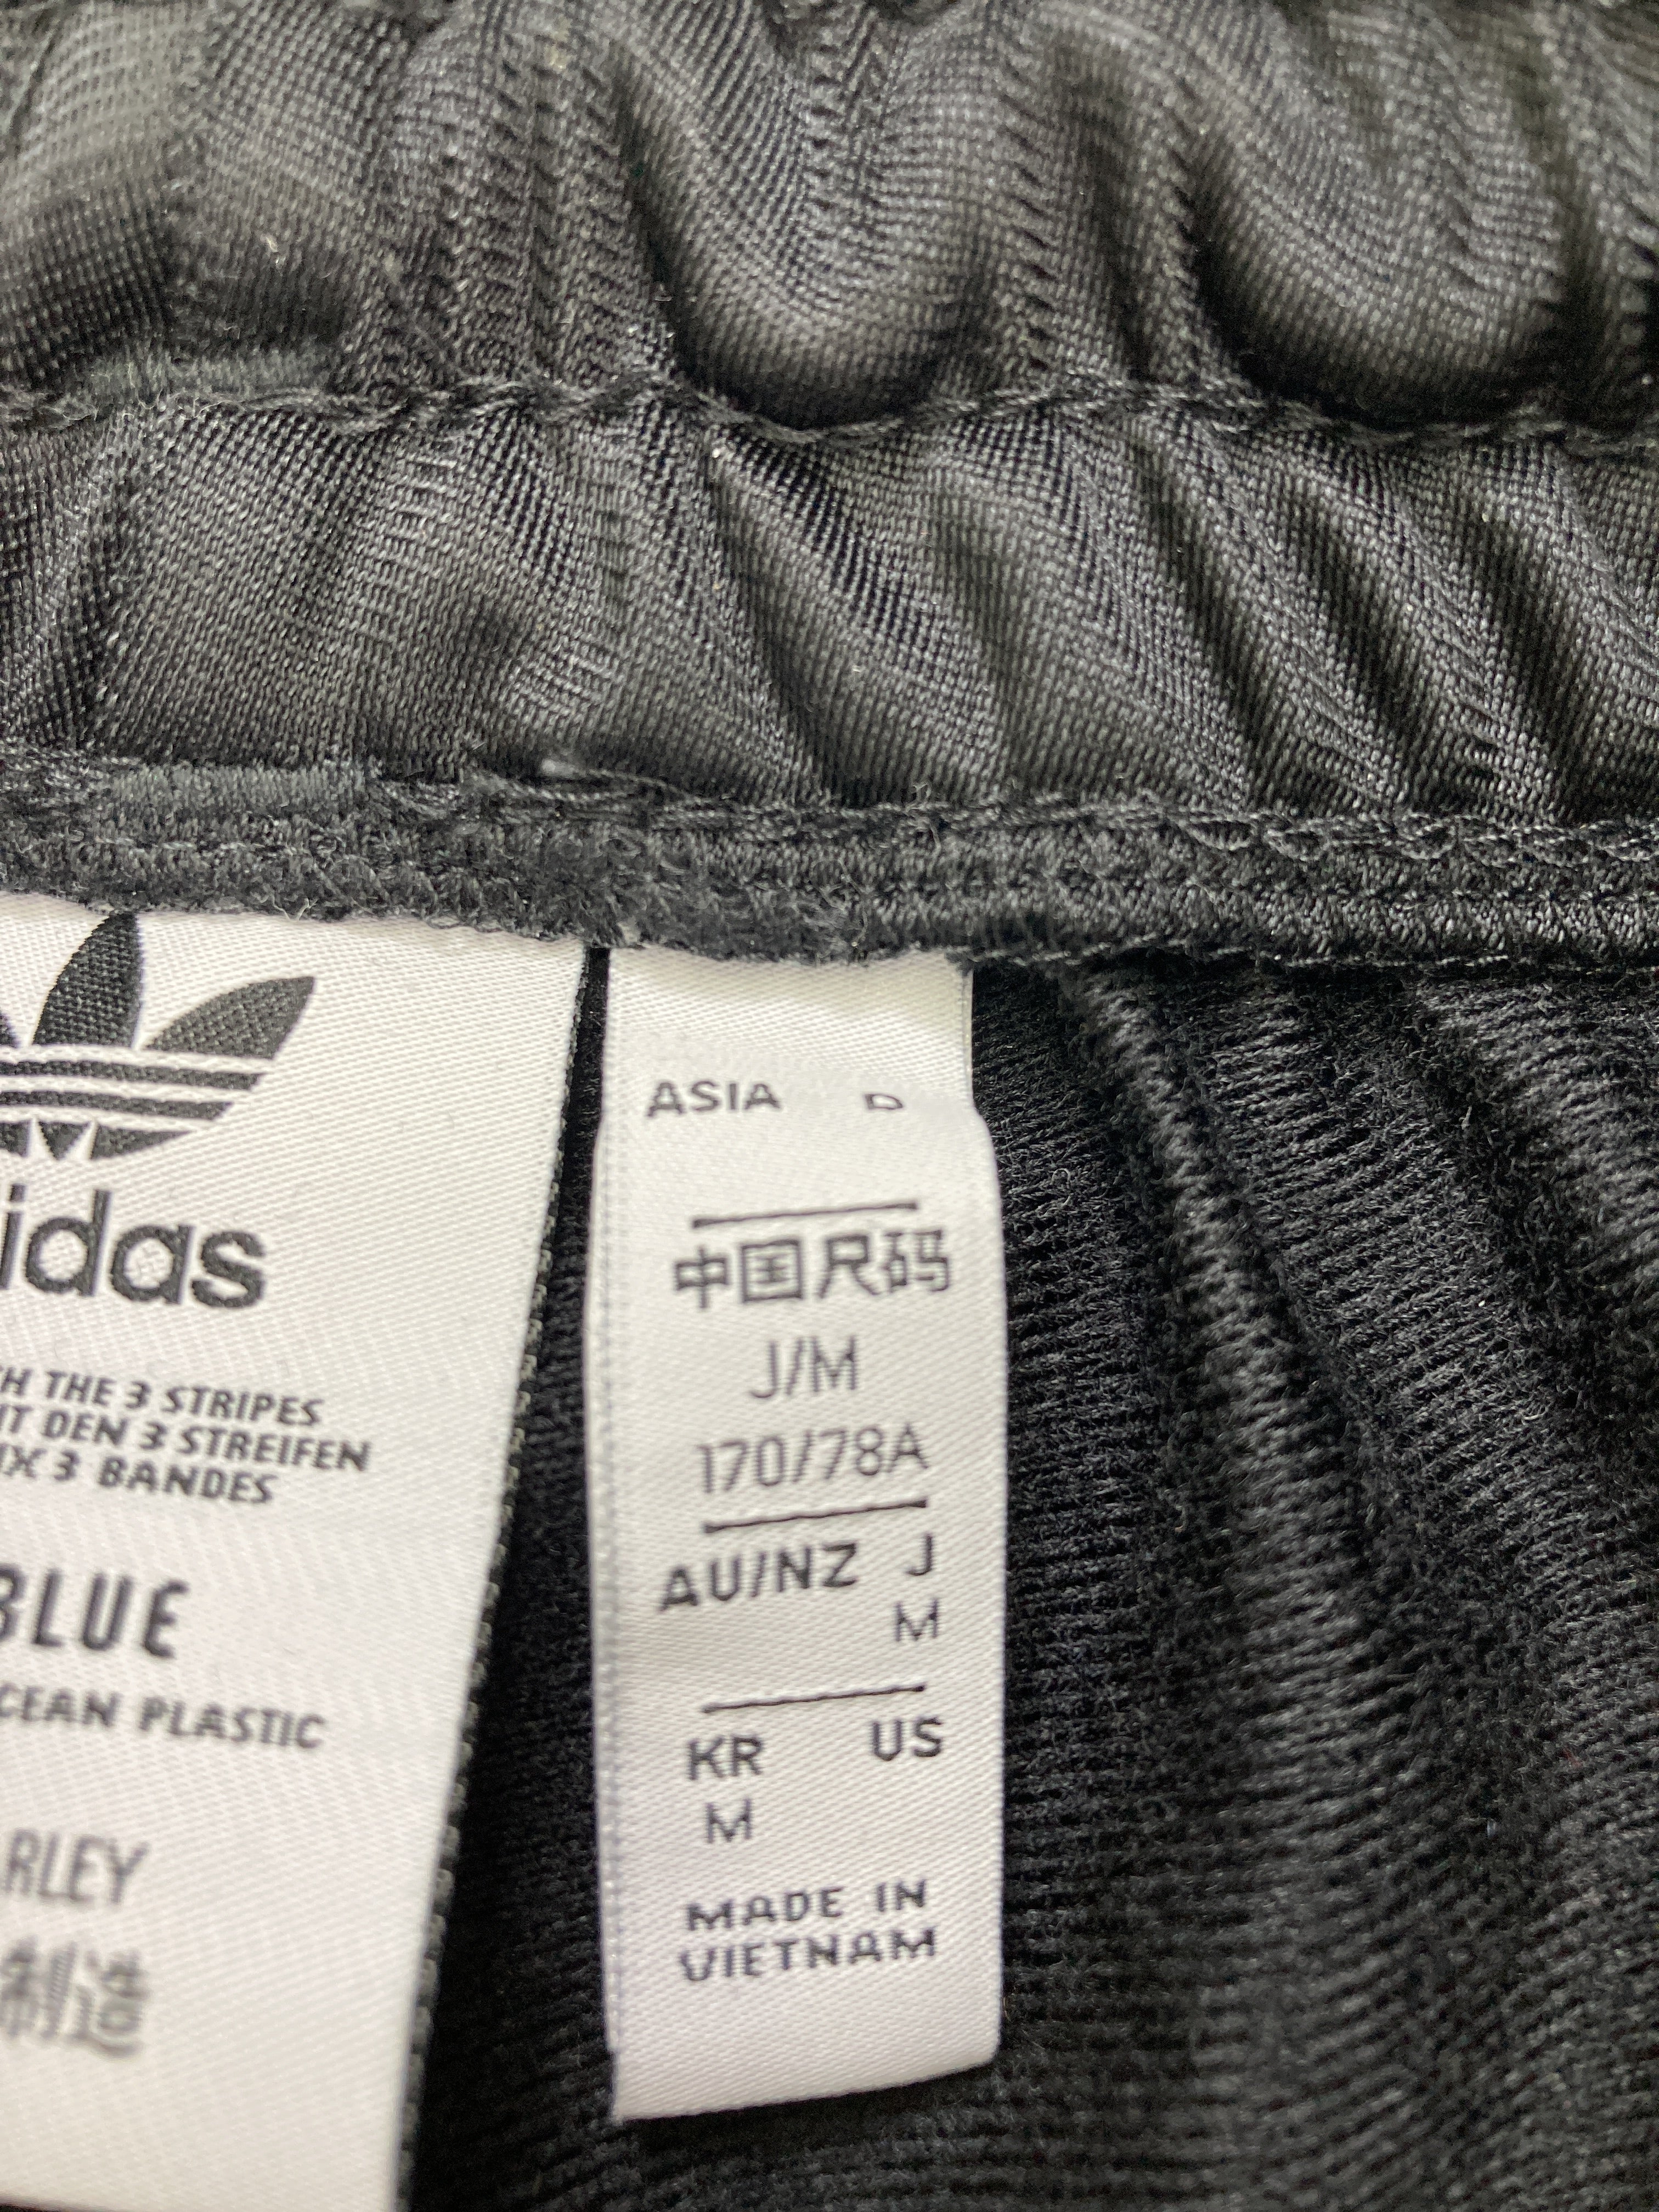 idas
H THE 3 STRIPES
IT DEN 3 STREIFEN
IX 3 BANDES
BLUE
CEAN PLASTIC
RLEY
制造
ASIA D
中国尺码
J/M
170/78A
AU/NZ J
M
KR US
M
MADE IN
VIETNAM